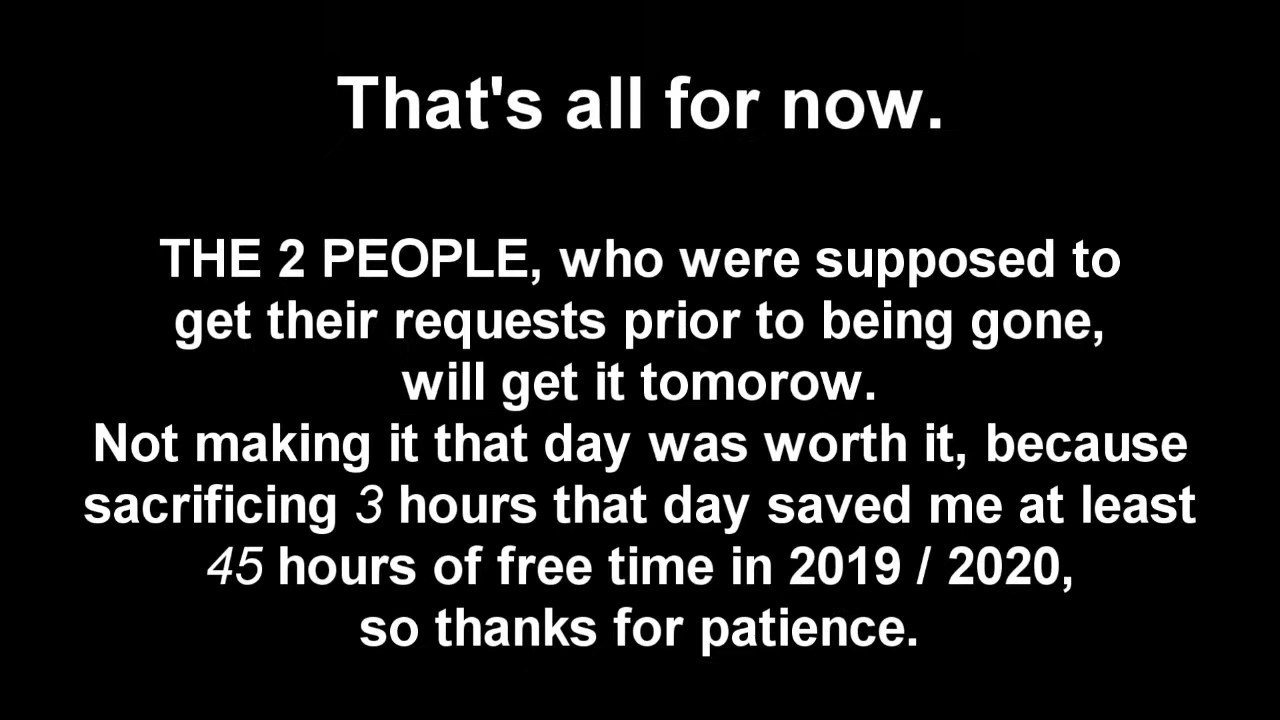 That's all for now.
THE 2 PEOPLE, who were supposed to
get their requests prior to being gone,
will get it tomorow.
Not making it that day was worth it, because
sacrificing 3 hours that day saved me at least
45 hours of free time in 2019 / 2020,
so thanks for patience.